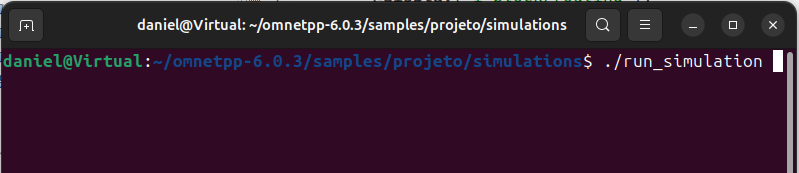 daniel@Virtual: ~/omnetpp-6.0.3/samples/projeto/simulations
daniel@Virtual:~/omnetpp-6.0.3/samples/projeto/simulations$ ./run_simulation